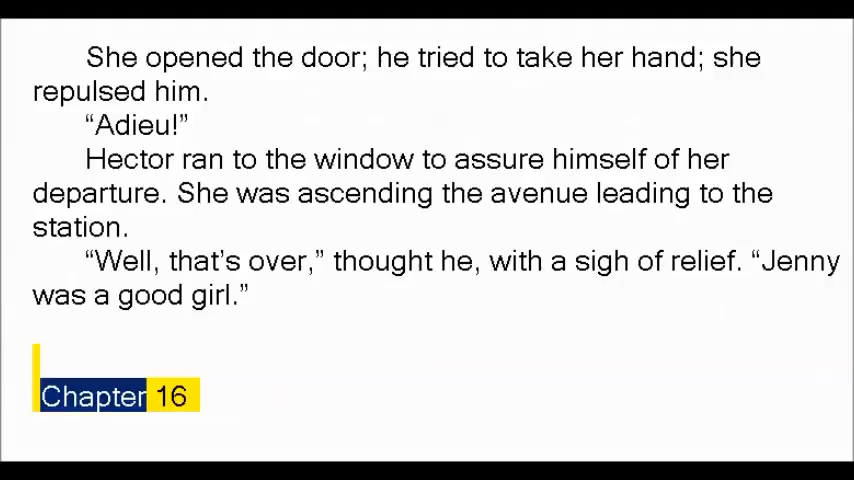 She opened the door; he tried to take her hand; she
repulsed him.
“Adieu!”
Hector ran to the window to assure himself of her
departure. She was ascending the avenue leading to the
station.
“Well, that’s over,” thought he, with a sigh of relief. “Jenny
was a good girl.”
Chapter 16